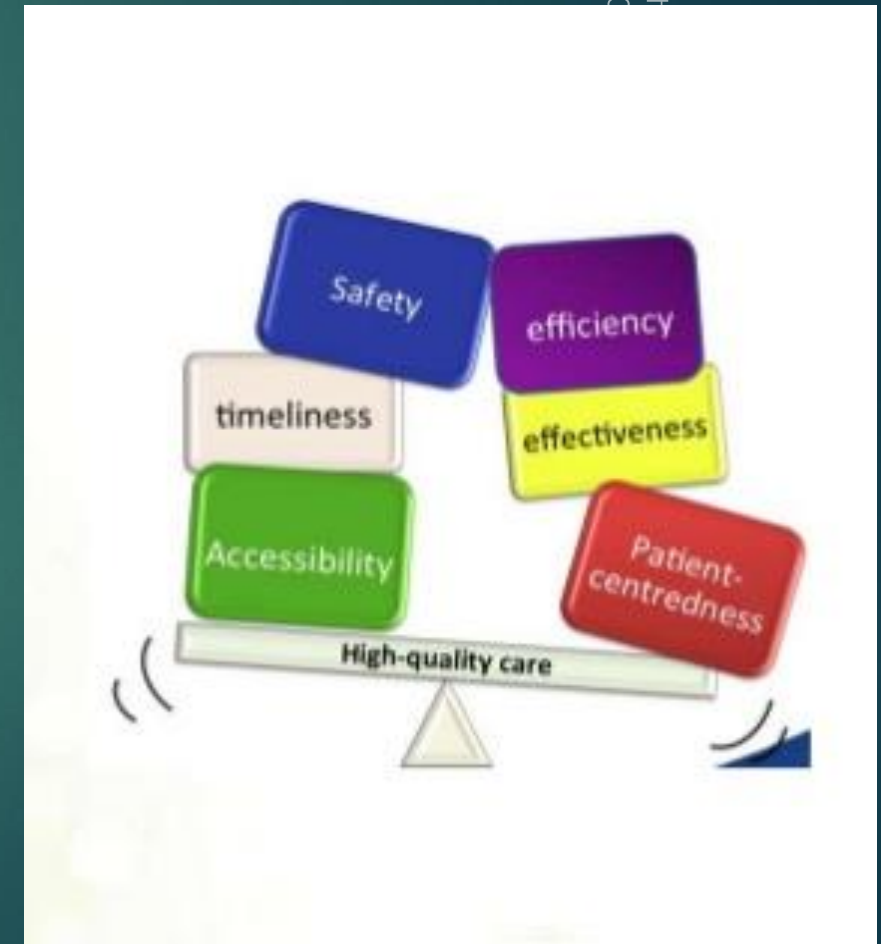 Safety
efficiency
timeliness
effectiveness
Accessibility
Patient-
centredness
High-quality care